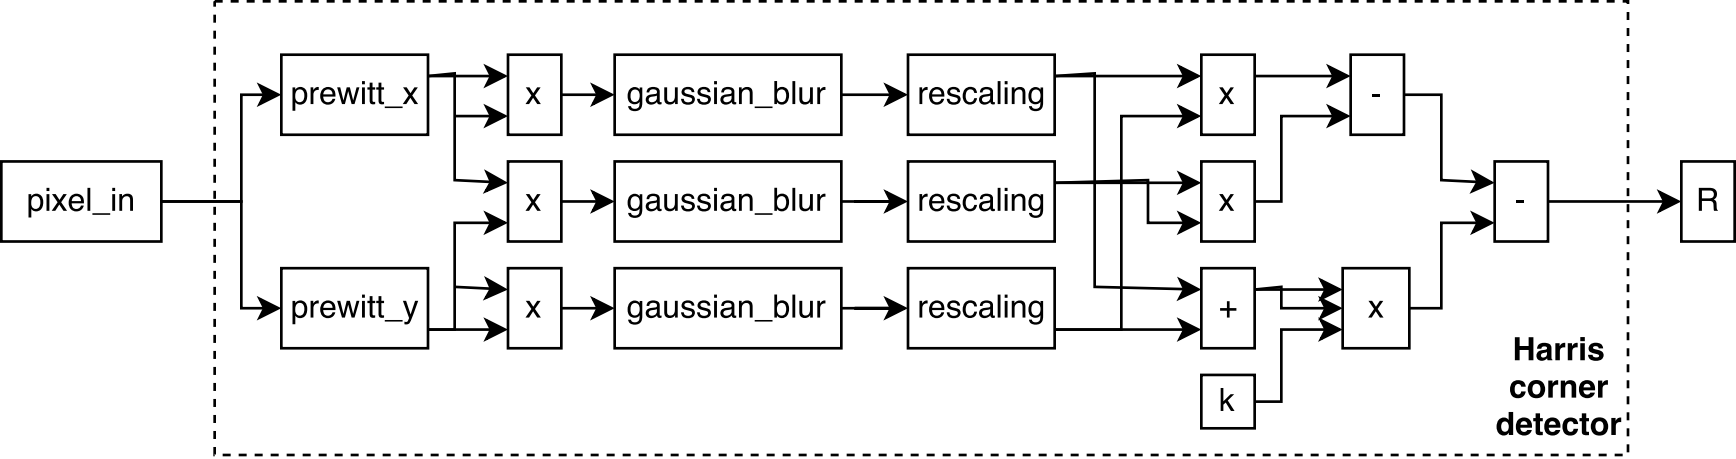 prewitt_x
x
gaussian_blur
rescaling
x
-
pixel_in
x
gaussian_blur
rescaling
x
-
R
prewitt_y
x
gaussian_blur
rescaling
+
x
k
Harris
corner
detector